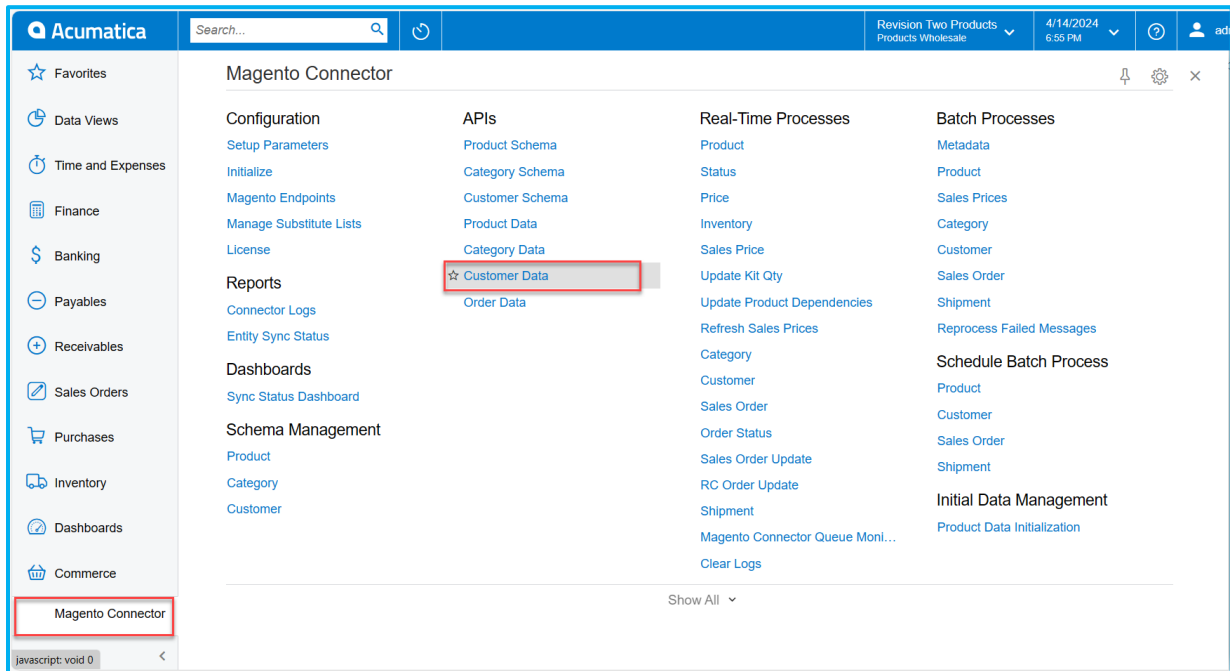 Acumatica
Search...
Revision Two Products
Products Wholesale
4/14/2024
6:55 PM
Favorites
Data Views
Time and Expenses
Finance
Banking
Payables
Receivables
Sales Orders
Purchases
Inventory
Dashboards
Commerce
Magento Connector
javascript: void 0
Magento Connector
Configuration
Setup Parameters
Initialize
Magento Endpoints
Manage Substitute Lists
License
Reports
Connector Logs
Entity Sync Status
Dashboards
Sync Status Dashboard
Schema Management
Product
Category
Customer
APIs
Product Schema
Category Schema
Customer Schema
Product Data
Category Data
Customer Data
Order Data
Real-Time Processes
Product
Status
Price
Inventory
Sales Price
Update Kit Qty
Update Product Dependencies
Refresh Sales Prices
Category
Customer
Sales Order
Order Status
Sales Order Update
RC Order Update
Shipment
Magento Connector Queue Moni...
Clear Logs
Batch Processes
Metadata
Product
Sales Prices
Category
Customer
Sales Order
Shipment
Reprocess Failed Messages
Schedule Batch Process
Product
Customer
Sales Order
Shipment
Initial Data Management
Product Data Initialization
Show All